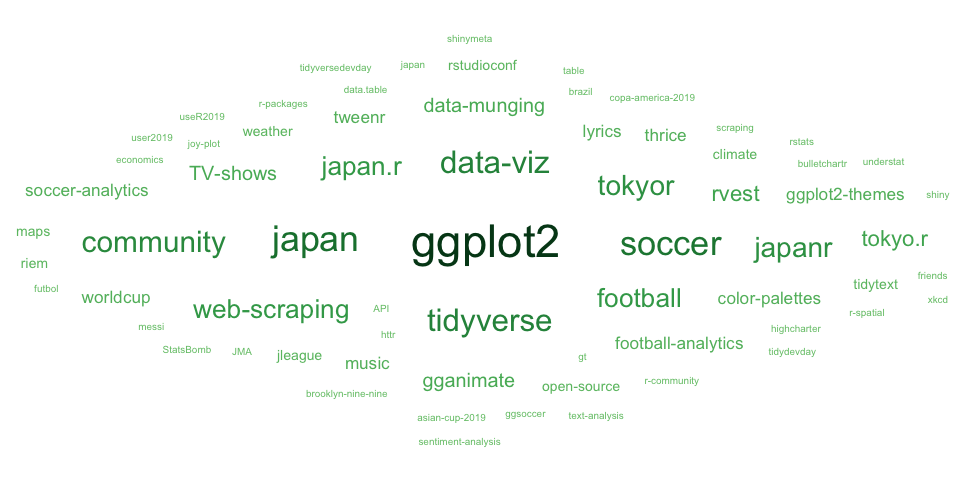 shinymeta
tidyversedevday japan rstudioconf table
data.table brazil copa-america-2019
r-packages data-munging
useR2019 tweenr
user2019 weather lyrics thrice scraping
joy-plot rstats
economics climate
TV-shows japan.r data-viz bulletchartr understat
soccer-analytics tokyor rvest ggplot2-themes shiny
maps community japan ggplot2 soccer japanr tokyo.r
riem friends
futbol tidytext
worldcup football color-palettes xkcd
web-scraping API r-spatial
messi tidyverse highcharter
httr
StatsBomb JMA jleague football-analytics tidydevday
music gt
gganimate open-source r-community
brooklyn-nine-nine
asian-cup-2019 ggsoccer text-analysis
sentiment-analysis